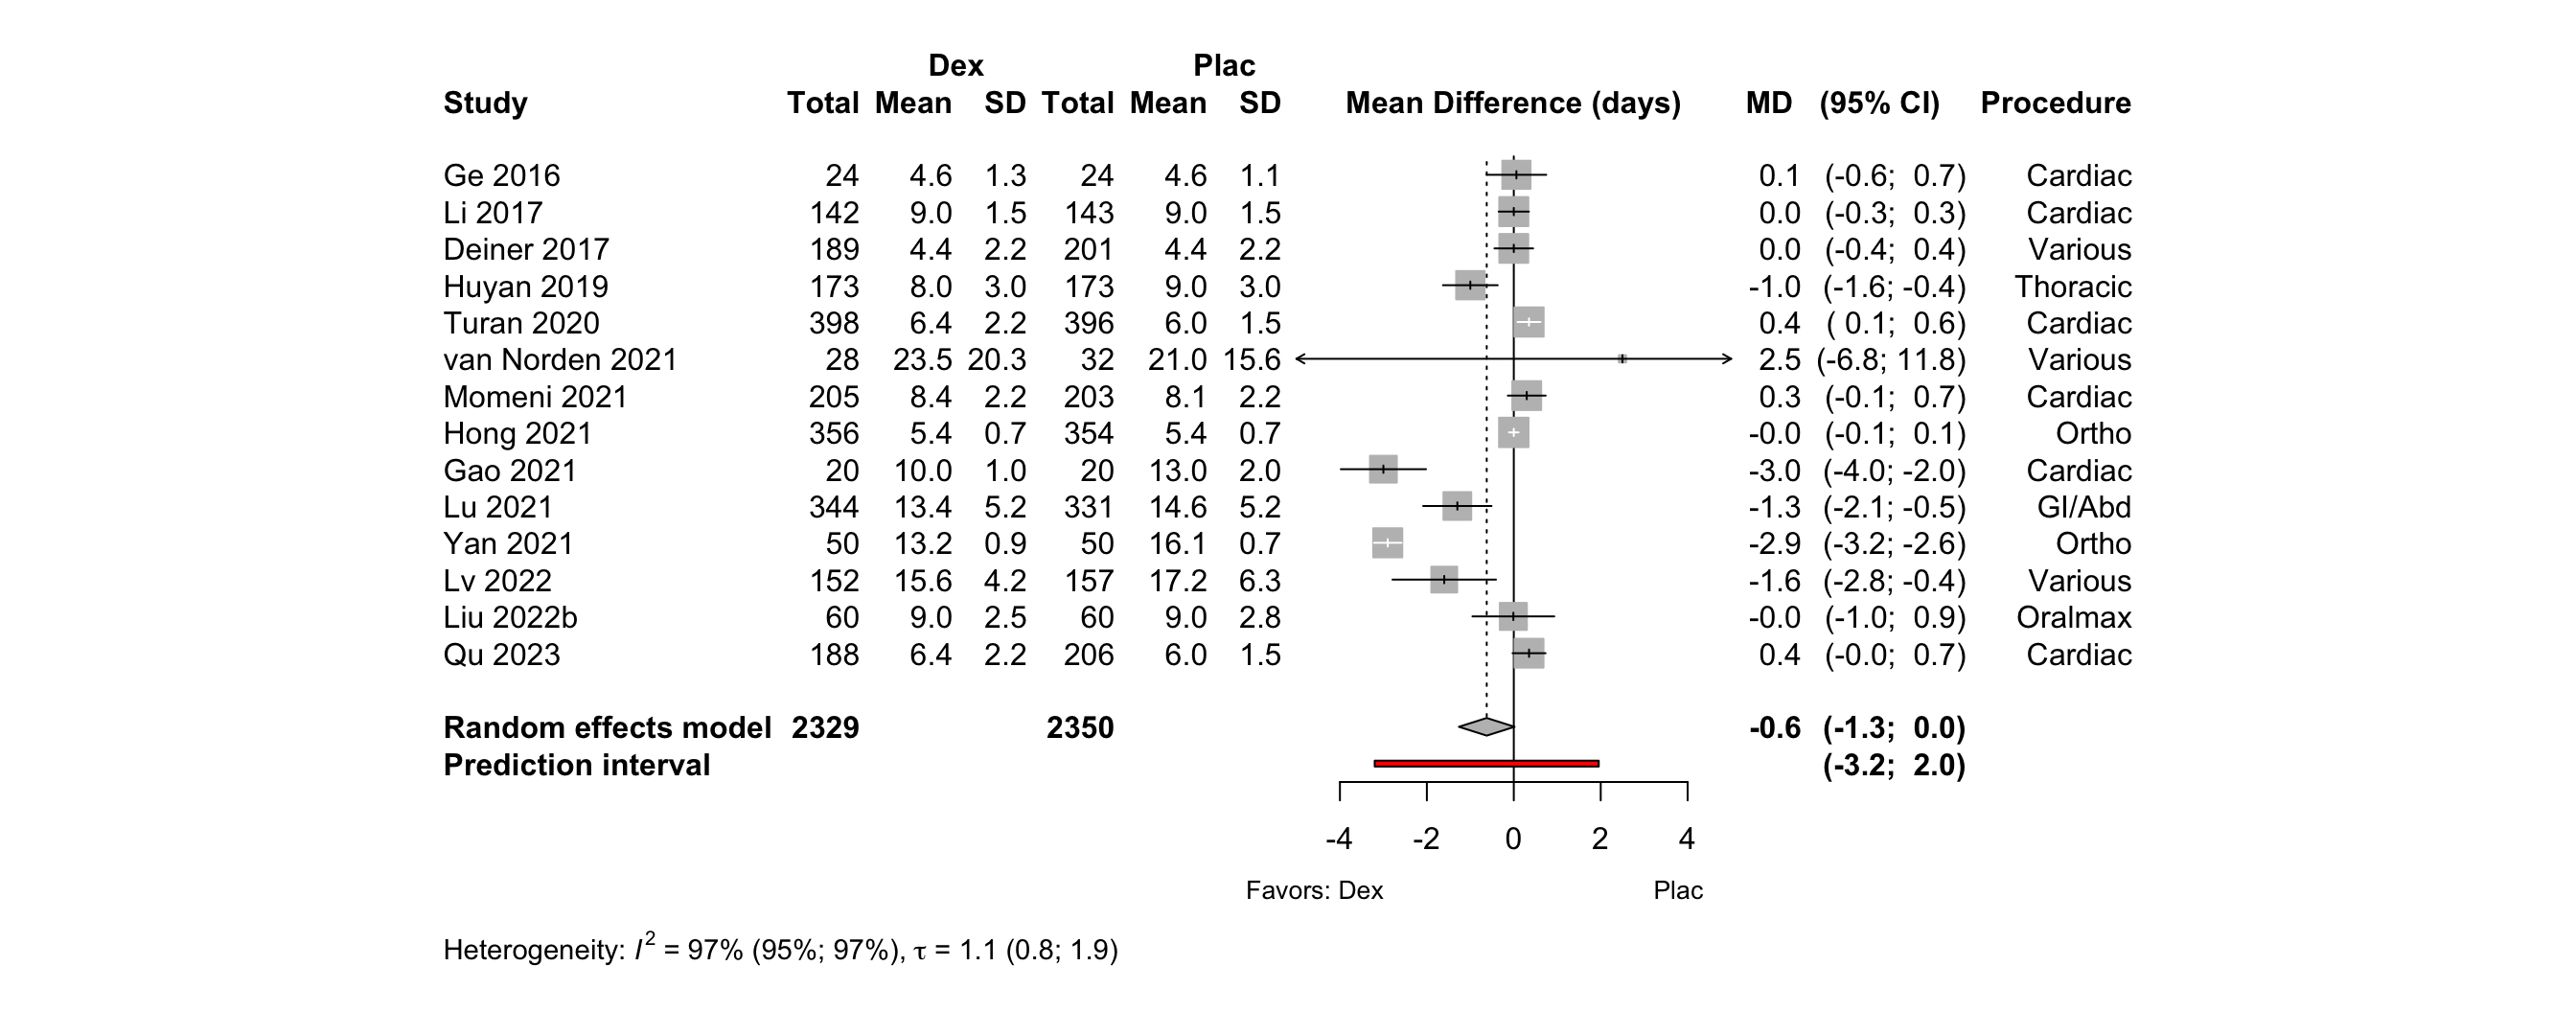 Dex Plac
Study Total Mean SD Total Mean SD Mean Difference (days) MD (95% CI) Procedure
Ge 2016 24 4.6 1.3 24 4.6 1.1 0.1 (-0.6; 0.7) Cardiac
Li 2017 142 9.0 1.5 143 9.0 1.5 0.0 (-0.3; 0.3) Cardiac
Deiner 2017 189 4.4 2.2 201 4.4 2.2 0.0 (-0.4; 0.4) Various
Huyan 2019 173 8.0 3.0 173 9.0 3.0 -1.0 (-1.6; -0.4) Thoracic
Turan 2020 398 6.4 2.2 396 6.0 1.5 0.4 ( 0.1; 0.6) Cardiac
van Norden 2021 28 23.5 20.3 32 21.0 15.6 2.5 (-6.8; 11.8) Various
Momeni 2021 205 8.4 2.2 203 8.1 2.2 0.3 (-0.1; 0.7) Cardiac
Hong 2021 356 5.4 0.7 354 5.4 0.7 -0.0 (-0.1; 0.1) Ortho
Gao 2021 20 10.0 1.0 20 13.0 2.0 -3.0 (-4.0; -2.0) Cardiac
Lu 2021 344 13.4 5.2 331 14.6 5.2 -1.3 (-2.1; -0.5) GI/Abd
Yan 2021 50 13.2 0.9 50 16.1 0.7 -2.9 (-3.2; -2.6) Ortho
Lv 2022 152 15.6 4.2 157 17.2 6.3 -1.6 (-2.8; -0.4) Various
Liu 2022b 60 9.0 2.5 60 9.0 2.8 -0.0 (-1.0; 0.9) Oralmax
Qu 2023 188 6.4 2.2 206 6.0 1.5 0.4 (-0.0; 0.7) Cardiac
Random effects model 2329 2350 -0.6 (-1.3; 0.0)
Prediction interval (-3.2; 2.0)
-4 -2 0 2 4
Favors: Dex Plac
Heterogeneity: I² = 97% (95%; 97%), τ = 1.1 (0.8; 1.9)